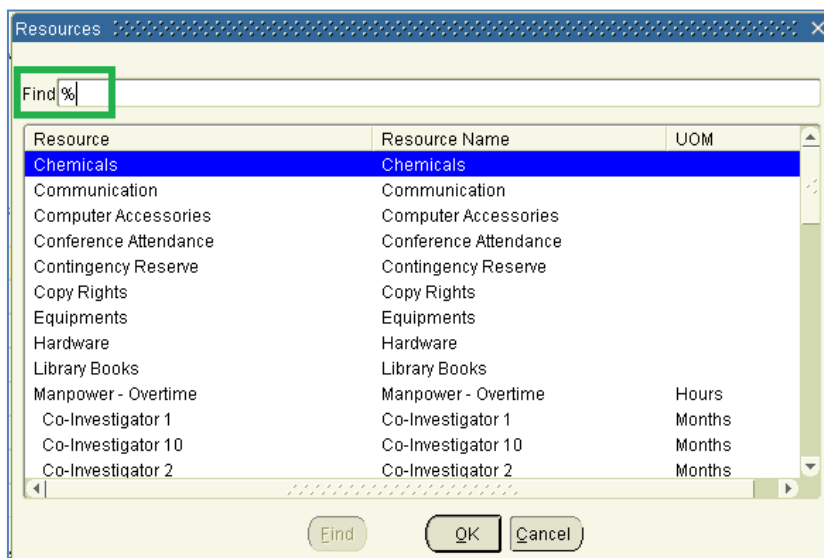 Resources
Find %
Resource Resource Name UOM
Chemicals Chemicals
Communication Communication
Computer Accessories Computer Accessories
Conference Attendance Conference Attendance
Contingency Reserve Contingency Reserve
Copy Rights Copy Rights
Equipments Equipments
Hardware Hardware
Library Books Library Books
Manpower - Overtime Manpower - Overtime Hours
Co-Investigator 1 Co-Investigator 1 Months
Co-Investigator 10 Co-Investigator 10 Months
Co-Investigator 2 Co-Investigator 2 Months
Find OK Cancel